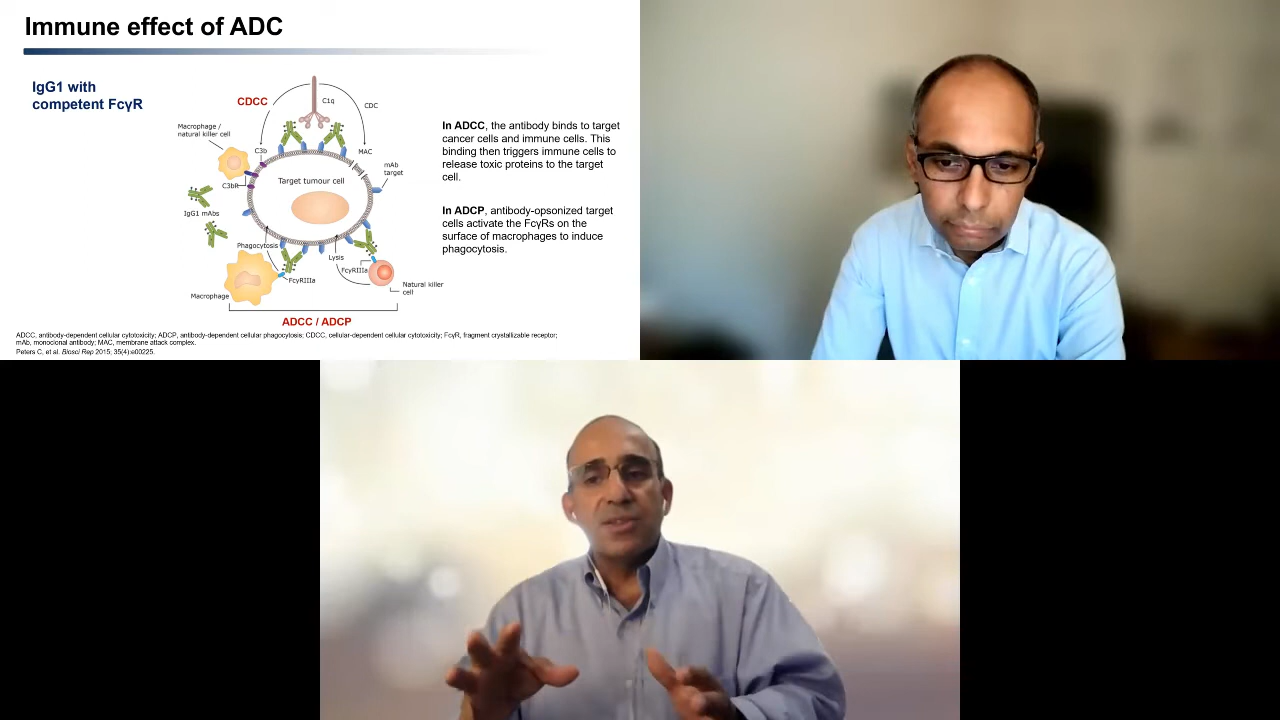 Immune effect of ADC
IgG1 with
competent FcγR
CDCC
C1q
CDC
Macrophage /
natural killer cell
C3b
MAC
mAb
target
C3bR
Target tumour cell
IgG1 mAbs
Phagocytosis
Lysis
FcγRIIIa
FcγRIIIa
Natural killer
cell
Macrophage
ADCC / ADCP
In ADCC, the antibody binds to target
cancer cells and immune cells. This
binding then triggers immune cells to
release toxic proteins to the target
cell.
In ADCP, antibody-opsonized target
cells activate the FcγRs on the
surface of macrophages to induce
phagocytosis.
ADCC, antibody-dependent cellular cytotoxicity; ADCP, antibody-dependent cellular phagocytosis; CDCC, cellular-dependent cellular cytotoxicity; FcγR, fragment crystallizable receptor;
mAb, monoclonal antibody; MAC, membrane attack complex.
Peters C, et al. Biosci Rep 2015; 35(4):e00225.